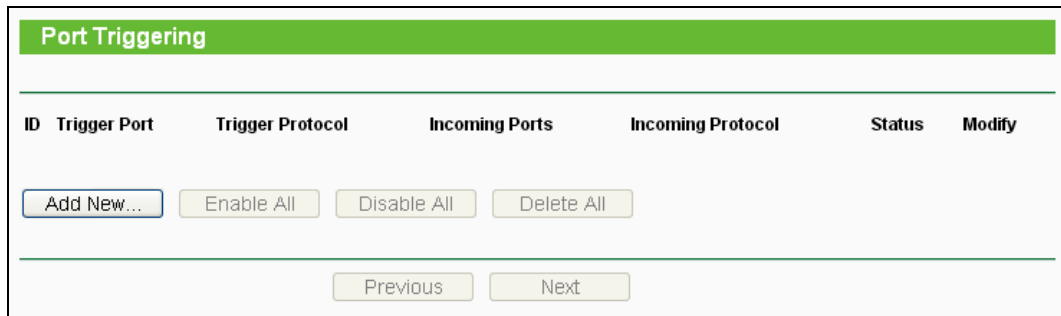 Port Triggering
ID Trigger Port Trigger Protocol Incoming Ports Incoming Protocol Status Modify
Add New... Enable All Disable All Delete All
Previous Next